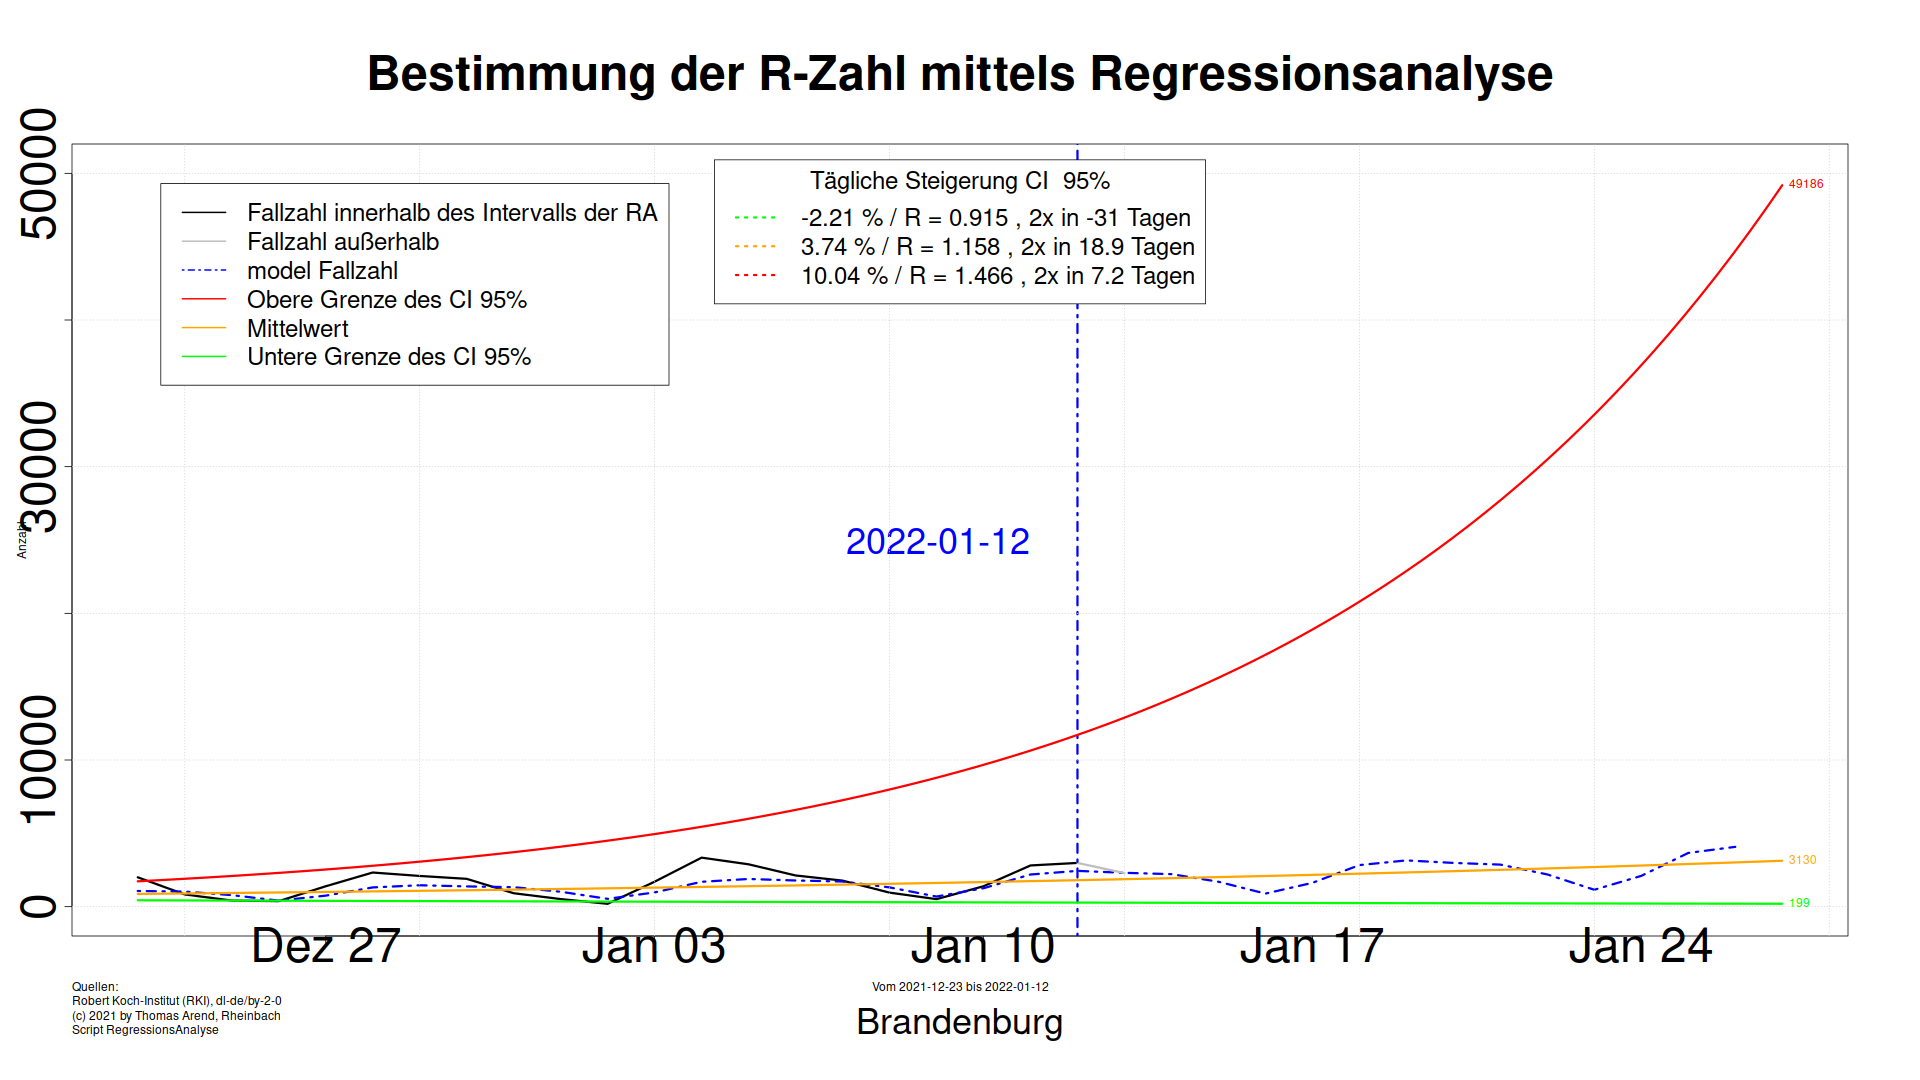 Bestimmung der R-Zahl mittels Regressionsanalyse
50000
30000
10000
0
Anzahl
Fallzahl innerhalb des Intervalls der RA
Fallzahl außerhalb
model Fallzahl
Obere Grenze des CI 95%
Mittelwert
Untere Grenze des CI 95%
Tägliche Steigerung CI 95%
-2.21 % / R = 0.915 , 2x in -31 Tagen
3.74 % / R = 1.158 , 2x in 18.9 Tagen
10.04 % / R = 1.466 , 2x in 7.2 Tagen
49186
2022-01-12
3130
199
Dez 27 Jan 03 Jan 10 Jan 17 Jan 24
Quellen:
Robert Koch-Institut (RKI), dl-de/by-2-0
(c) 2021 by Thomas Arend, Rheinbach
Script RegressionsAnalyse
Vom 2021-12-23 bis 2022-01-12
Brandenburg